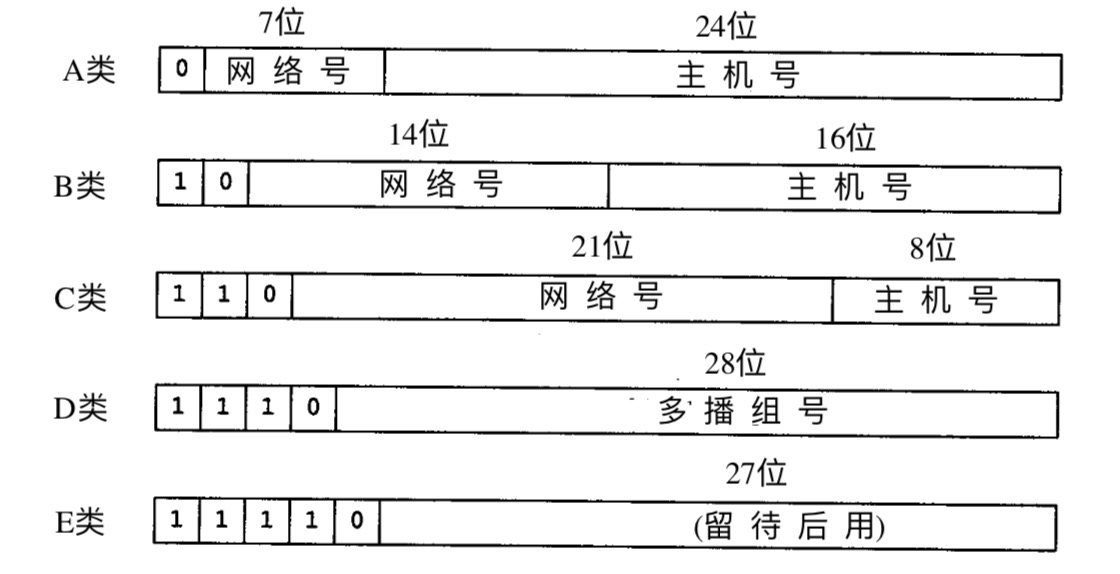 7位 24位
A类 0 网络号 主机号
14位 16位
B类 1 0 网络号 主机号
21位 8位
C类 1 1 0 网络号 主机号
28位
D类 1 1 1 0 多播组号
27位
E类 1 1 1 1 0 (留待后用)